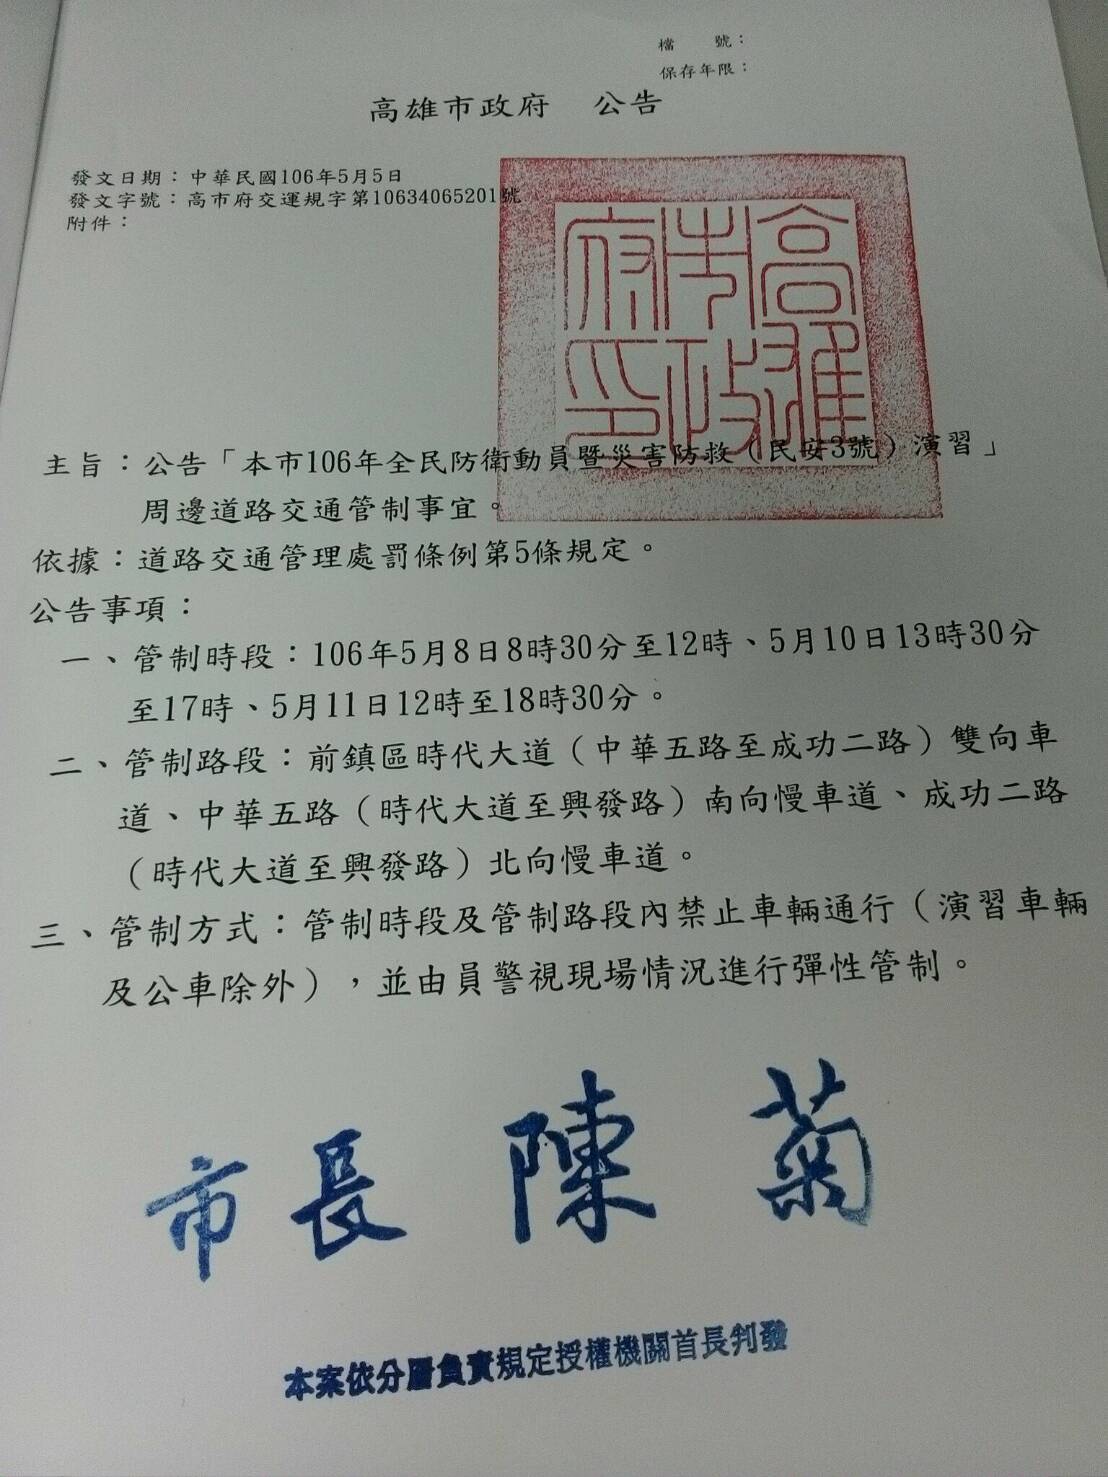 檔　　號：
保存年限：
高雄市政府　公告
發文日期：中華民國106年5月5日
發文字號：高市府交運規字第10634065201號
附件：
高雄市政府印
主旨：公告「本市106年全民防衛動員暨災害防救（民安3號）演習」
周邊道路交通管制事宜。
依據：道路交通管理處罰條例第5條規定。
公告事項：
一、管制時段：106年5月8日8時30分至12時、5月10日13時30分
至17時、5月11日12時至18時30分。
二、管制路段：前鎮區時代大道（中華五路至成功二路）雙向車
道、中華五路（時代大道至興發路）南向慢車道、成功二路
（時代大道至興發路）北向慢車道。
三、管制方式：管制時段及管制路段內禁止車輛通行（演習車輛
及公車除外），並由員警視現場情況進行彈性管制。
市長 陳菊
本案依分層負責規定授權機關首長判發